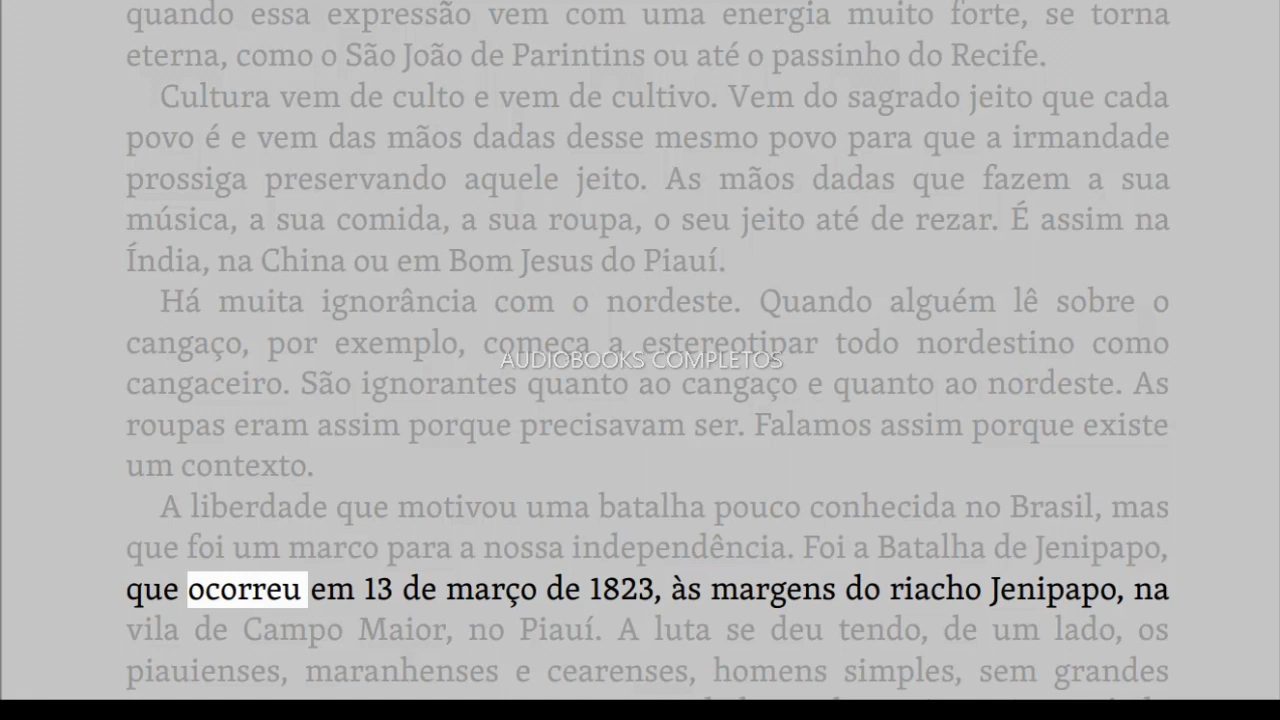 quando essa expressão vem com uma energia muito forte, se torna
eterna, como o São João de Parintins ou até o passinho do Recife.
Cultura vem de culto e vem de cultivo. Vem do sagrado jeito que cada
povo é e vem das mãos dadas desse mesmo povo para que a irmandade
prossiga preservando aquele jeito. As mãos dadas que fazem a sua
música, a sua comida, a sua roupa, o seu jeito até de rezar. É assim na
Índia, na China ou em Bom Jesus do Piauí.
Há muita ignorância com o nordeste. Quando alguém lê sobre o
cangaço, por exemplo, começa a estereotipar todo nordestino como
AUDIOBOOKS COMPLETOS
cangaceiro. São ignorantes quanto ao cangaço e quanto ao nordeste. As
roupas eram assim porque precisavam ser. Falamos assim porque existe
um contexto.
A liberdade que motivou uma batalha pouco conhecida no Brasil, mas
que foi um marco para a nossa independência. Foi a Batalha de Jenipapo,
que ocorreu em 13 de março de 1823, às margens do riacho Jenipapo, na
vila de Campo Maior, no Piauí. A luta se deu tendo, de um lado, os
piauienses, maranhenses e cearenses, homens simples, sem grandes